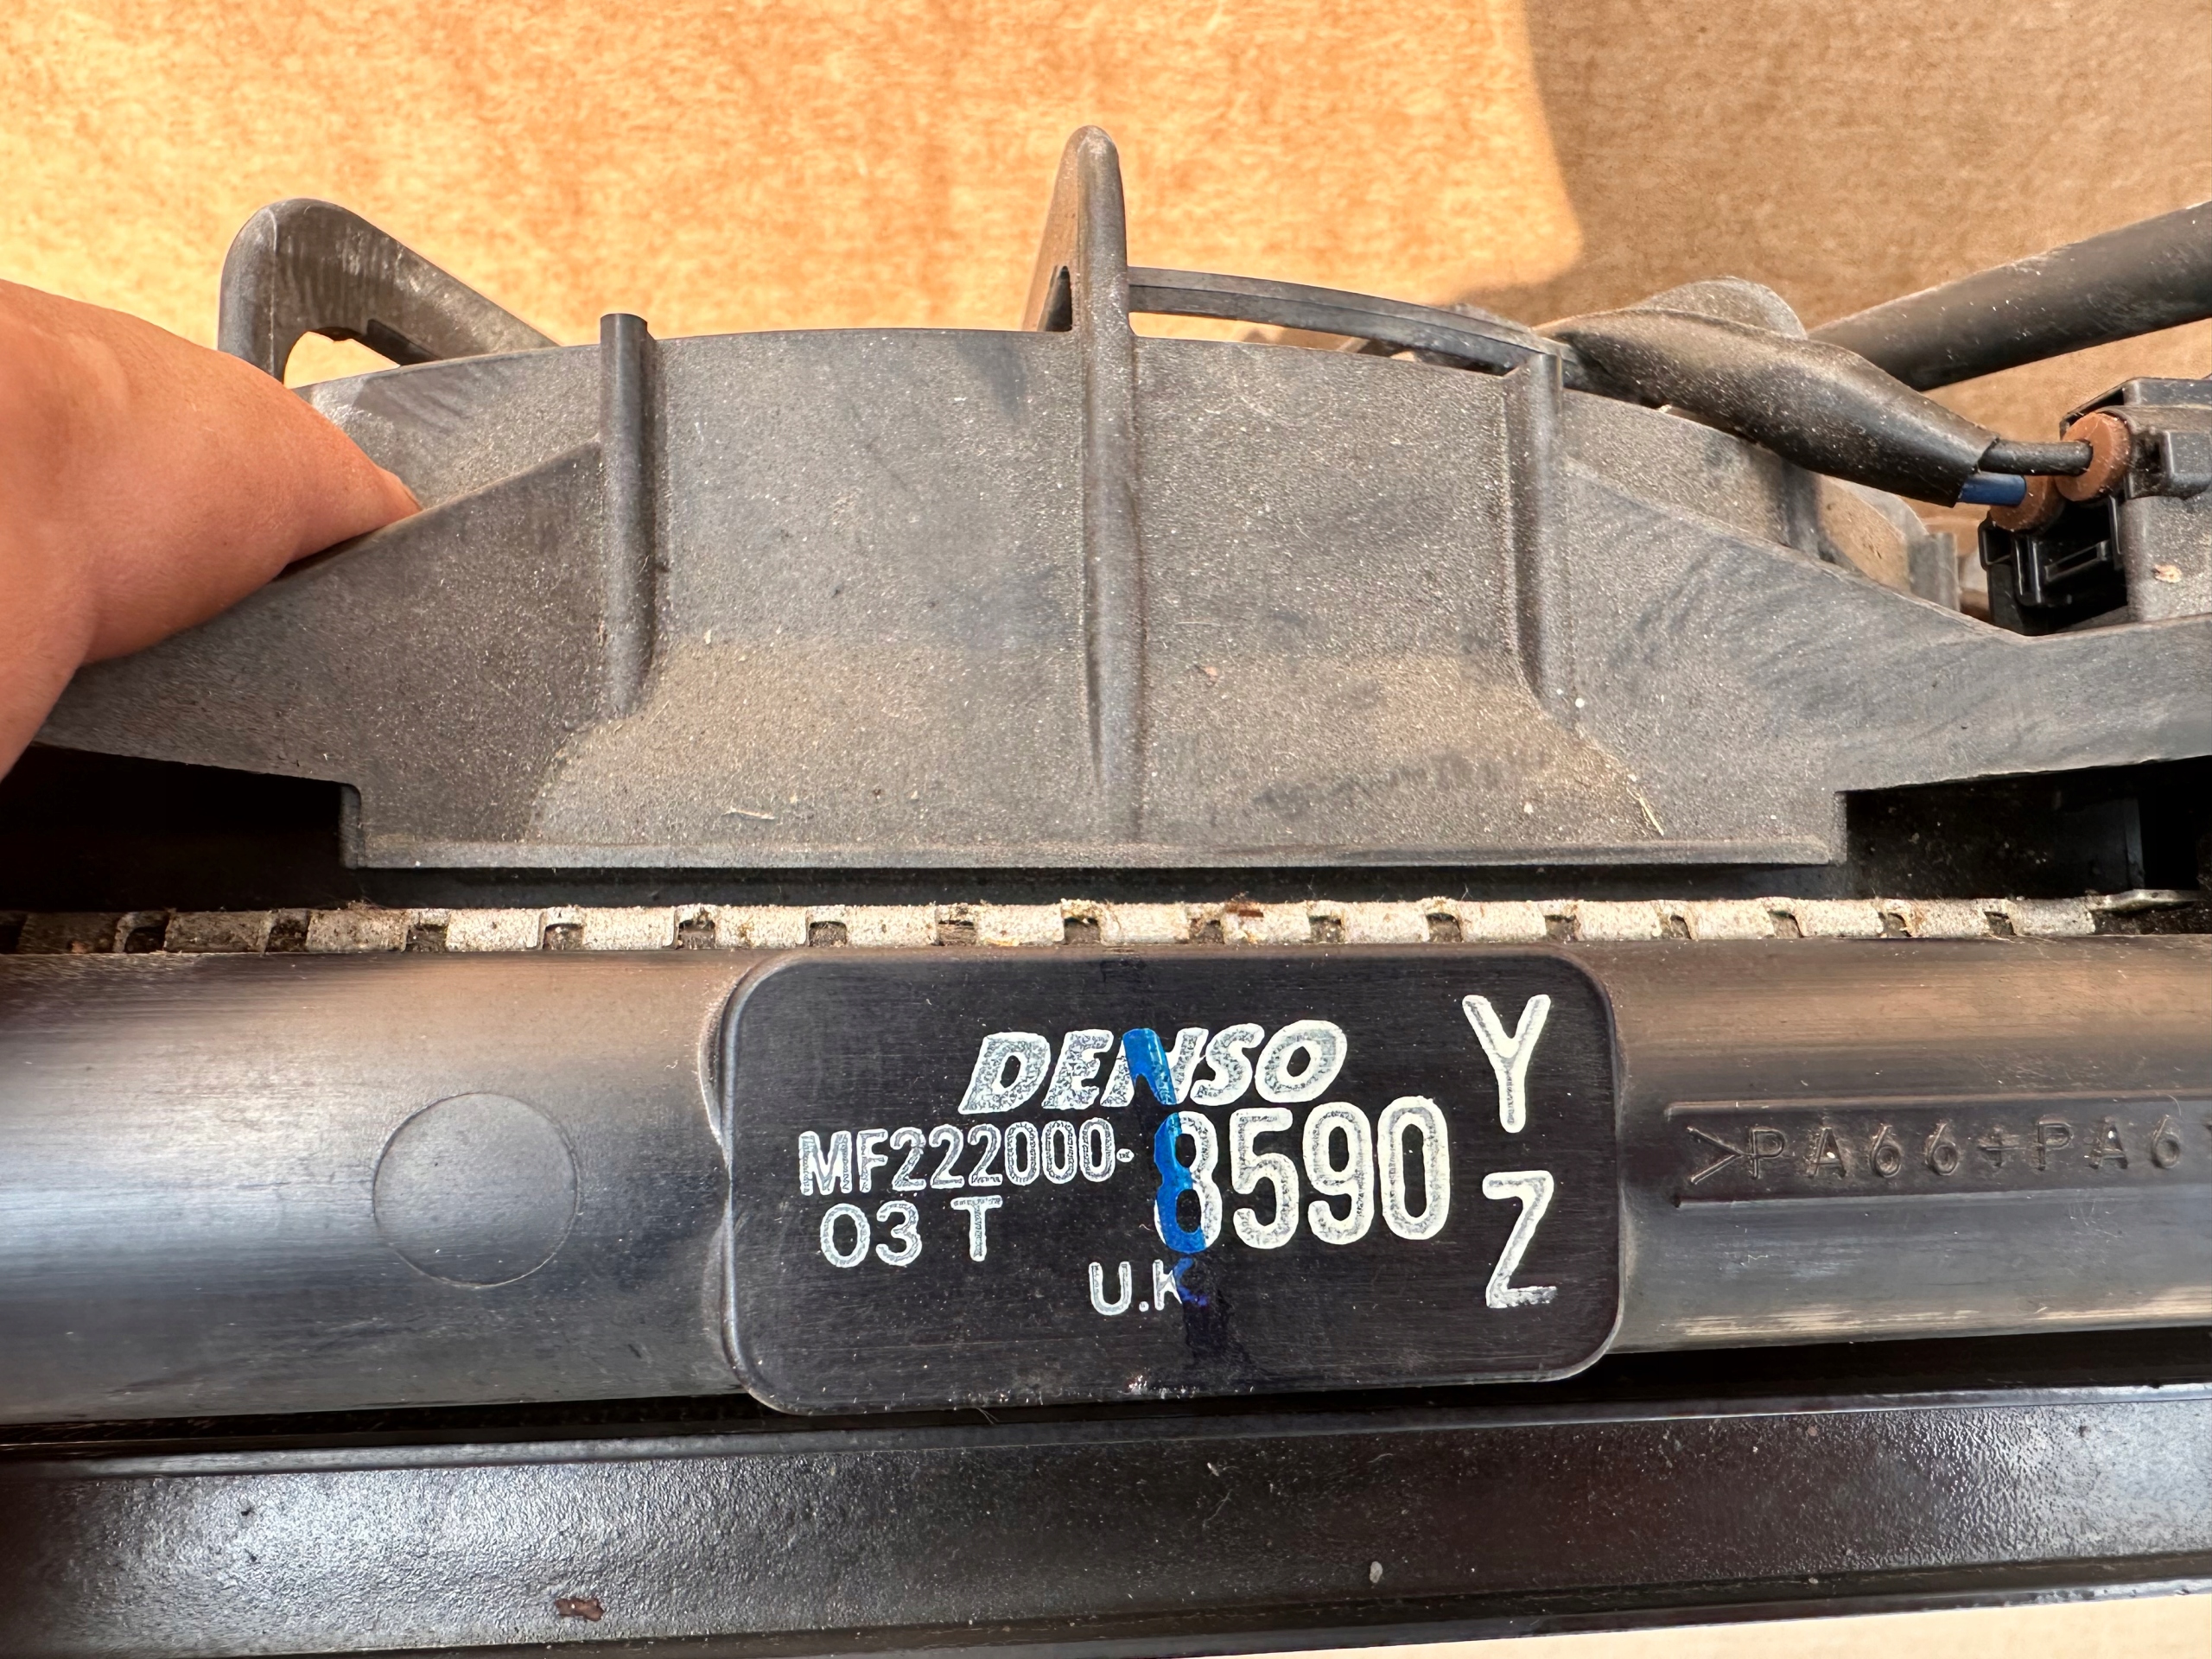 DENSO
MF222000-8590
03 T
U.K
Y
Z
>PA66+PA6